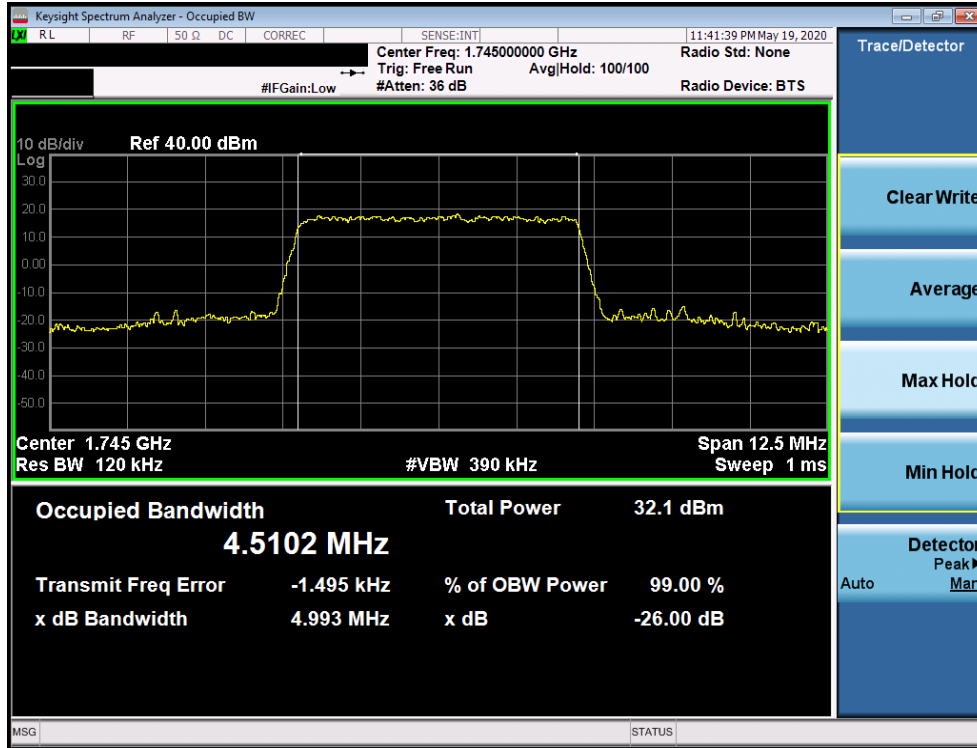 Keysight Spectrum Analyzer - Occupied BW
LXI RL RF 50 Ω DC CORREC SENSE:INT 11:41:39 PM May 19, 2020
Center Freq: 1.745000000 GHz Radio Std: None
Trig: Free Run Avg|Hold: 100/100
#IFGain:Low #Atten: 36 dB Radio Device: BTS
10 dB/div Ref 40.00 dBm
Log
30.0
20.0
10.0
0.00
-10.0
-20.0
-30.0
-40.0
-50.0
Center 1.745 GHz Span 12.5 MHz
Res BW 120 kHz #VBW 390 kHz Sweep 1 ms
Occupied Bandwidth Total Power 32.1 dBm
4.5102 MHz
Transmit Freq Error -1.495 kHz % of OBW Power 99.00 %
x dB Bandwidth 4.993 MHz x dB -26.00 dB
MSG STATUS
Trace/Detector
Clear Write
Average
Max Hold
Min Hold
Detector
Peak▶
Auto Man